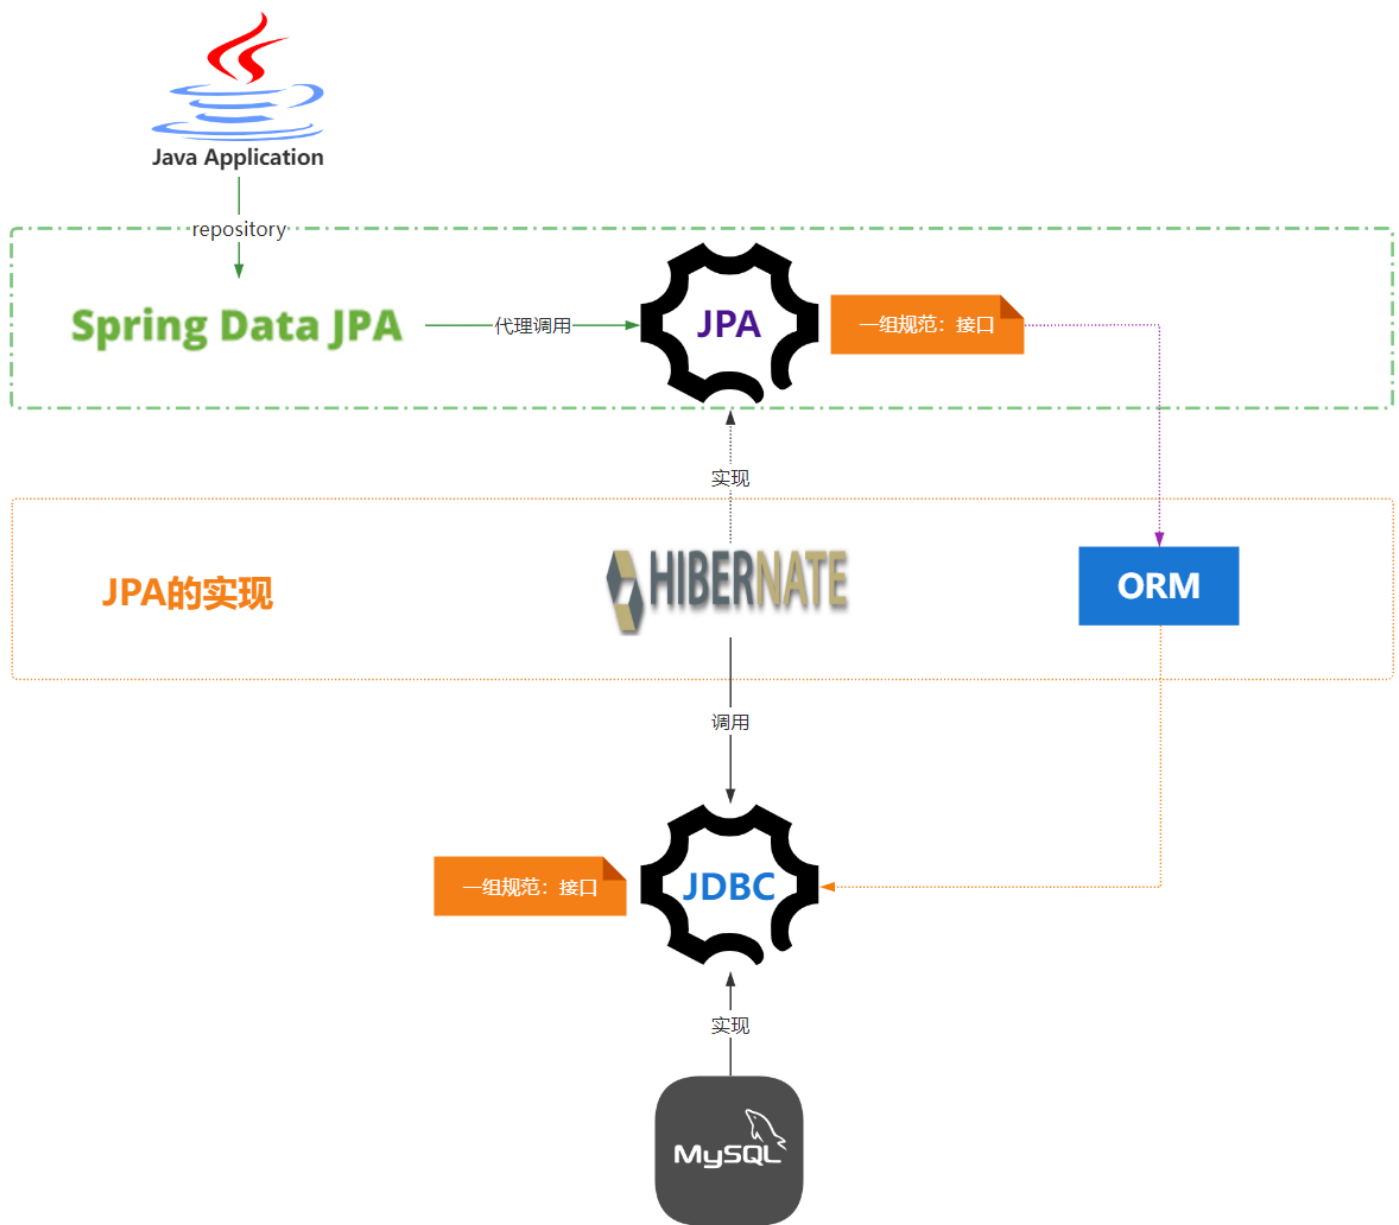 Java Application
repository
Spring Data JPA
代理调用
JPA
一组规范：接口
实现
JPA的实现
HIBERNATE
ORM
调用
一组规范：接口
JDBC
实现
MySQL